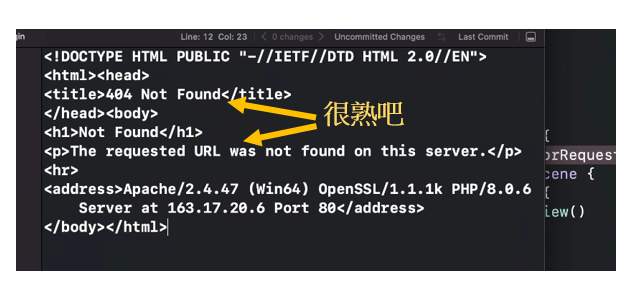 gin
Line: 12 Col: 23 | < 0 changes > Uncommitted Changes Last Commit
<!DOCTYPE HTML PUBLIC "-//IETF//DTD HTML 2.0//EN">
<html><head>
<title>404 Not Found</title>
很熟吧
</head><body>
<h1>Not Found</h1>
{
<p>The requested URL was not found on this server.</p>
orRequest
<hr>
cene {
<address>Apache/2.4.47 (Win64) OpenSSL/1.1.1k PHP/8.0.6
{
Server at 163.17.20.6 Port 80</address>
iew()
</body></html>